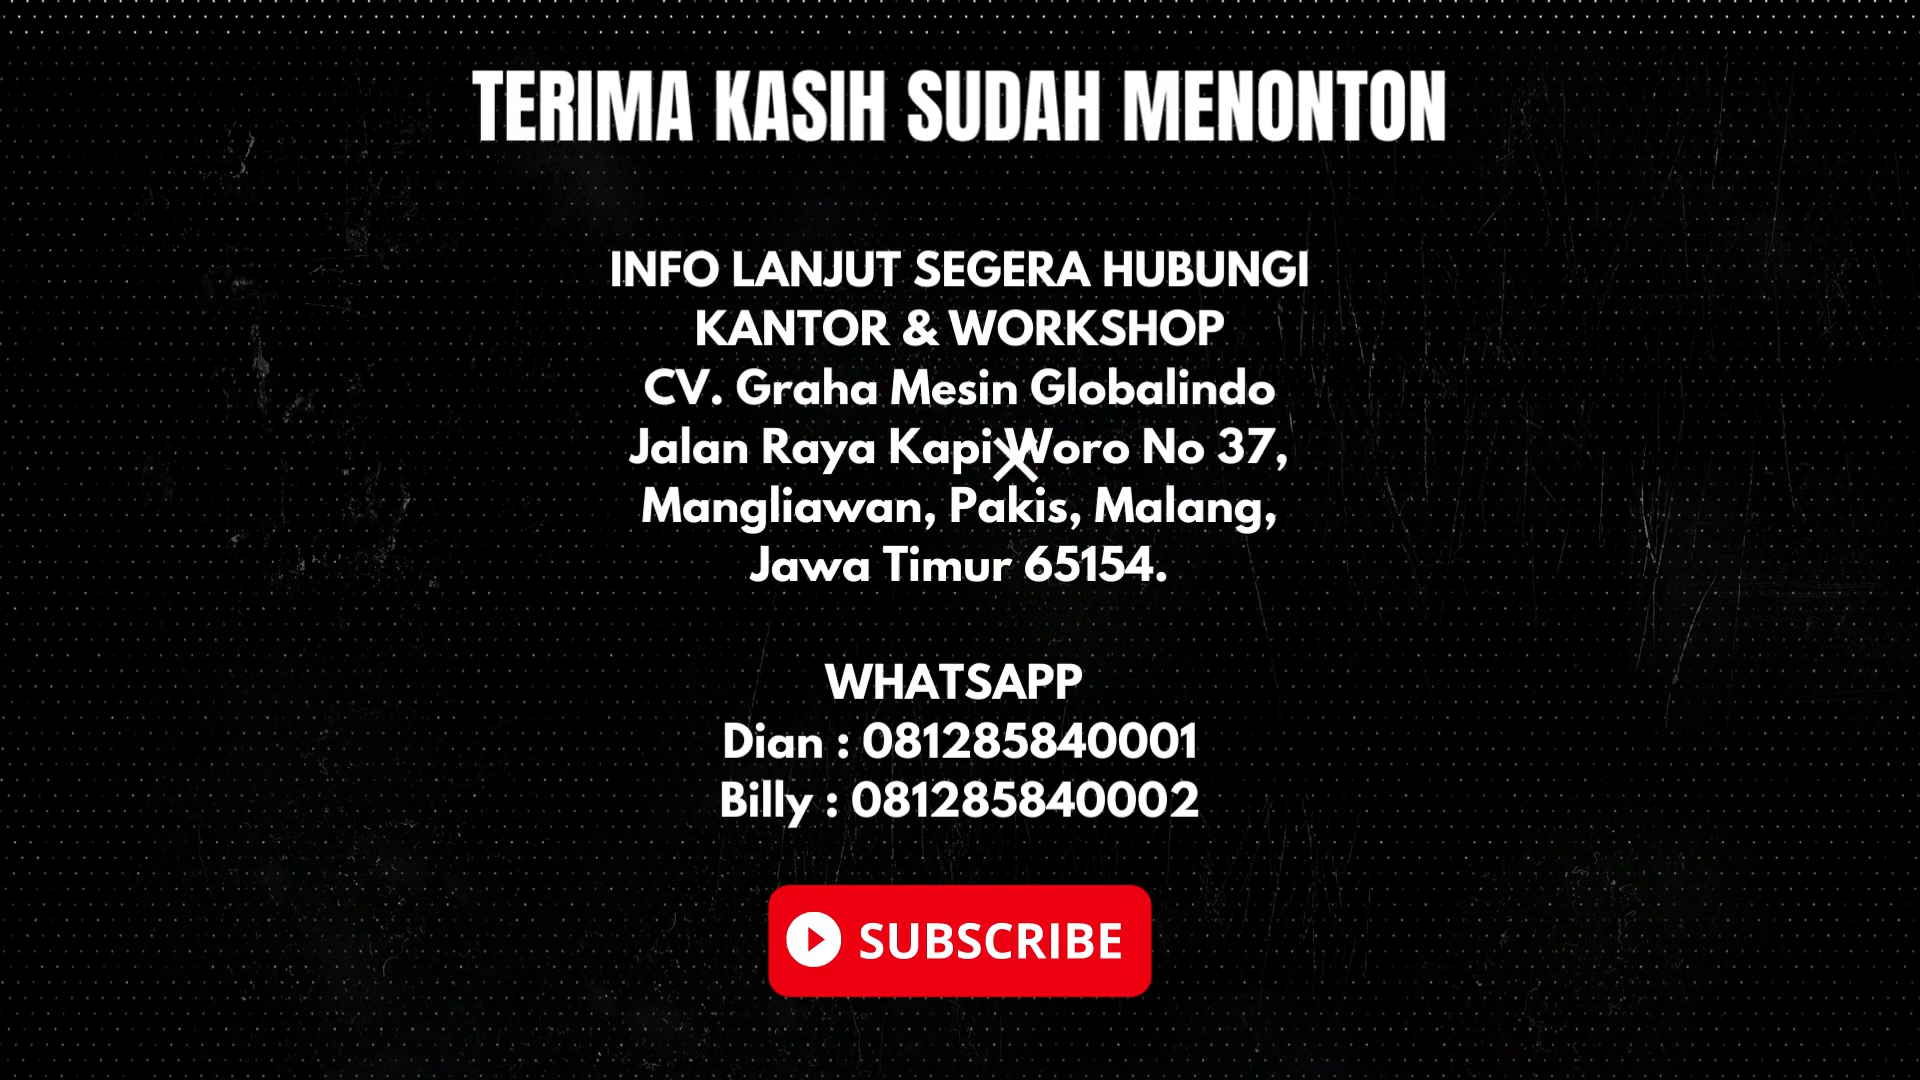 TERIMA KASIH SUDAH MENONTON
INFO LANJUT SEGERA HUBUNGI
KANTOR & WORKSHOP
CV. Graha Mesin Globalindo
Jalan Raya Kapi Woro No 37,
Mangliawan, Pakis, Malang,
Jawa Timur 65154.
WHATSAPP
Dian : 081285840001
Billy : 081285840002
SUBSCRIBE